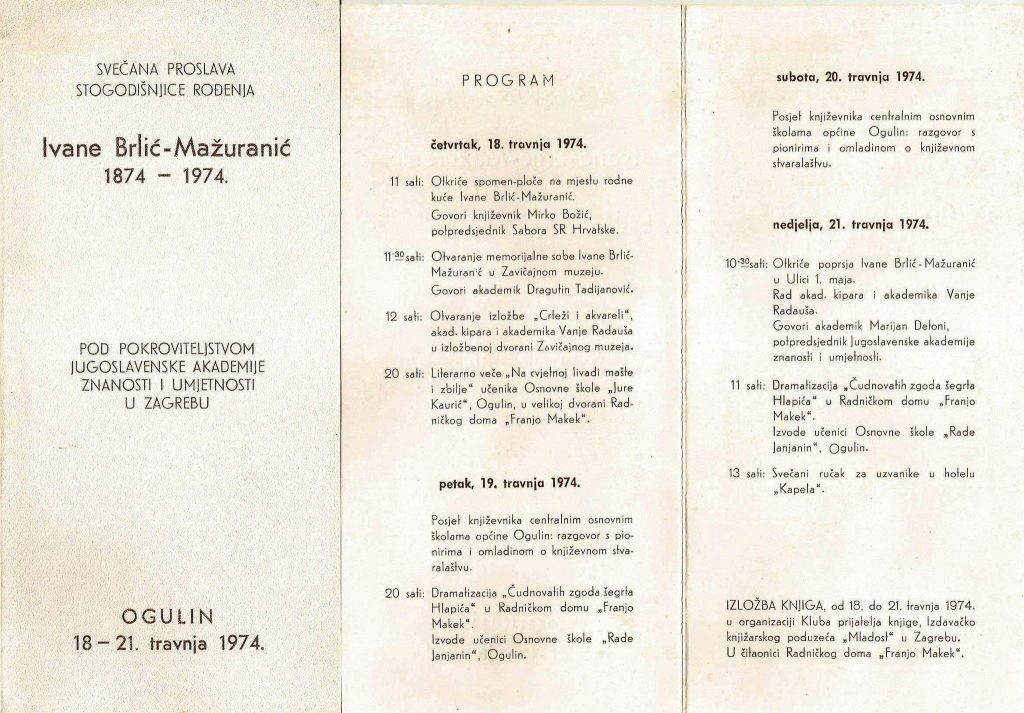 SVEČANA PROSLAVA
STOGODIŠNJICE ROĐENJA
Ivane Brlić-Mažuranić
1874 – 1974.
POD POKROVITELJSTVOM
JUGOSLAVENSKE AKADEMIJE
ZNANOSTI I UMJETNOSTI
U ZAGREBU
OGULIN
18 – 21. travnja 1974.
PROGRAM
četvrtak, 18. travnja 1974.
11 sati: Otkriće spomen-ploče na mjestu rodne
kuće Ivane Brlić-Mažuranić.
Govori književnik Mirko Božić,
potpredsjednik Sabora SR Hrvatske.
11·30 sati: Otvaranje memorijalne sobe Ivane Brlić-
Mažuranić u Zavičajnom muzeju.
Govori akademik Dragutin Tadijanović.
12 sati: Otvaranje izložbe „Crteži i akvareli“,
akad. kipara i akademika Vanje Radauša
u izložbenoj dvorani Zavičajnog muzeja.
20 sati: Literarno veče „Na cvjetnoj livadi mašte
i zbilje“ učenika Osnovne škole „Jure
Kaurić“, Ogulin, u velikoj dvorani Rad-
ničkog doma „Franjo Makek“.
petak, 19. travnja 1974.
Posjet književnika centralnim osnovnim
školama općine Ogulin: razgovor s pio-
nirima i omladinom o književnom stva-
ralaštvu.
20 sati: Dramatizacija „Čudnovatih zgoda šegrta
Hlapića“ u Radničkom domu „Franjo
Makek“.
Izvode učenici Osnovne škole „Rade
Janjanin“, Ogulin.
subota, 20. travnja 1974.
Posjet književnika centralnim osnovnim
školama općine Ogulin: razgovor s
pionirima i omladinom o književnom
stvaralaštvu.
nedjelja, 21. travnja 1974.
10·30 sati: Otkriće poprsja Ivane Brlić-Mažuranić
u Ulici 1. maja.
Rad akad. kipara i akademika Vanje
Radauša.
Govori akademik Marijan Detoni,
potpredsjednik Jugoslavenske akademije
znanosti i umjetnosti.
11 sati: Dramatizacija „Čudnovatih zgoda šegrta
Hlapića“ u Radničkom domu „Franjo
Makek“.
Izvode učenici Osnovne škole „Rade
Janjanin“, Ogulin.
13 sati: Svečani ručak za uzvanike u hotelu
„Kapela“.
IZLOŽBA KNJIGA, od 18. do 21. travnja 1974.
u organizaciji Kluba prijatelja knjige, Izdavačko
knjižarskog poduzeća „Mladost“ u Zagrebu.
U čitaonici Radničkog doma „Franjo Makek“.